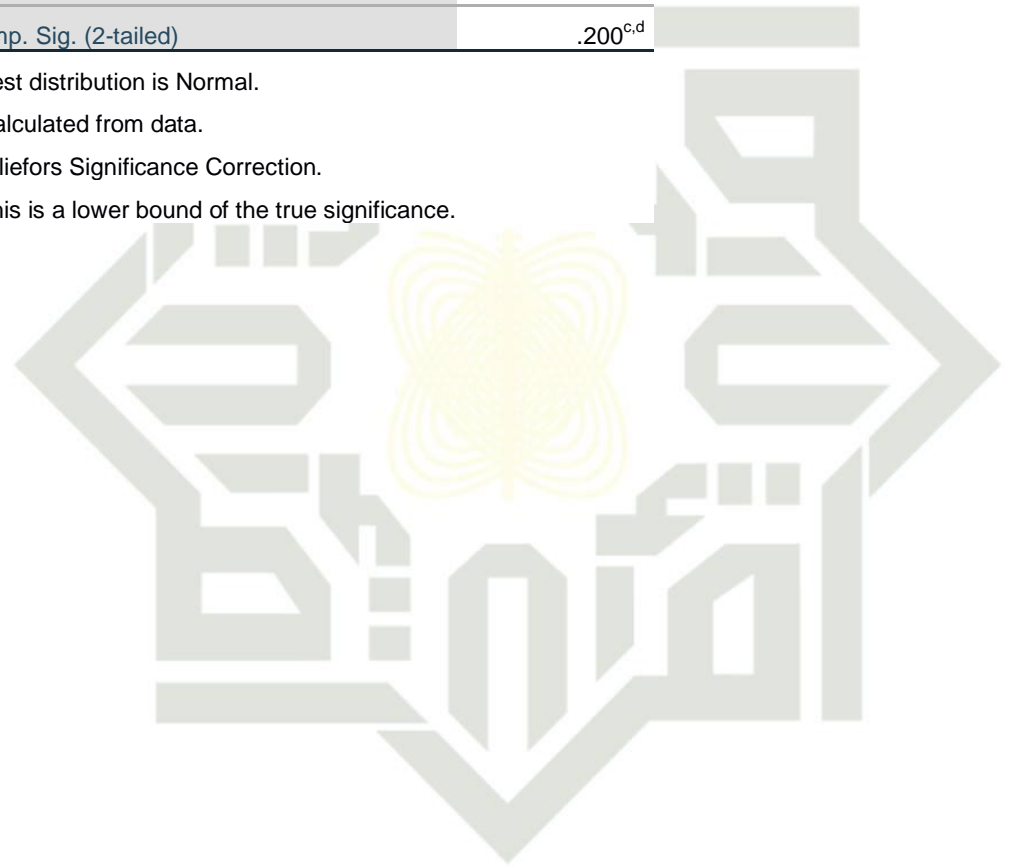 mp. Sig. (2-tailed) .200c,d
est distribution is Normal.
alculated from data.
liefors Significance Correction.
his is a lower bound of the true significance.